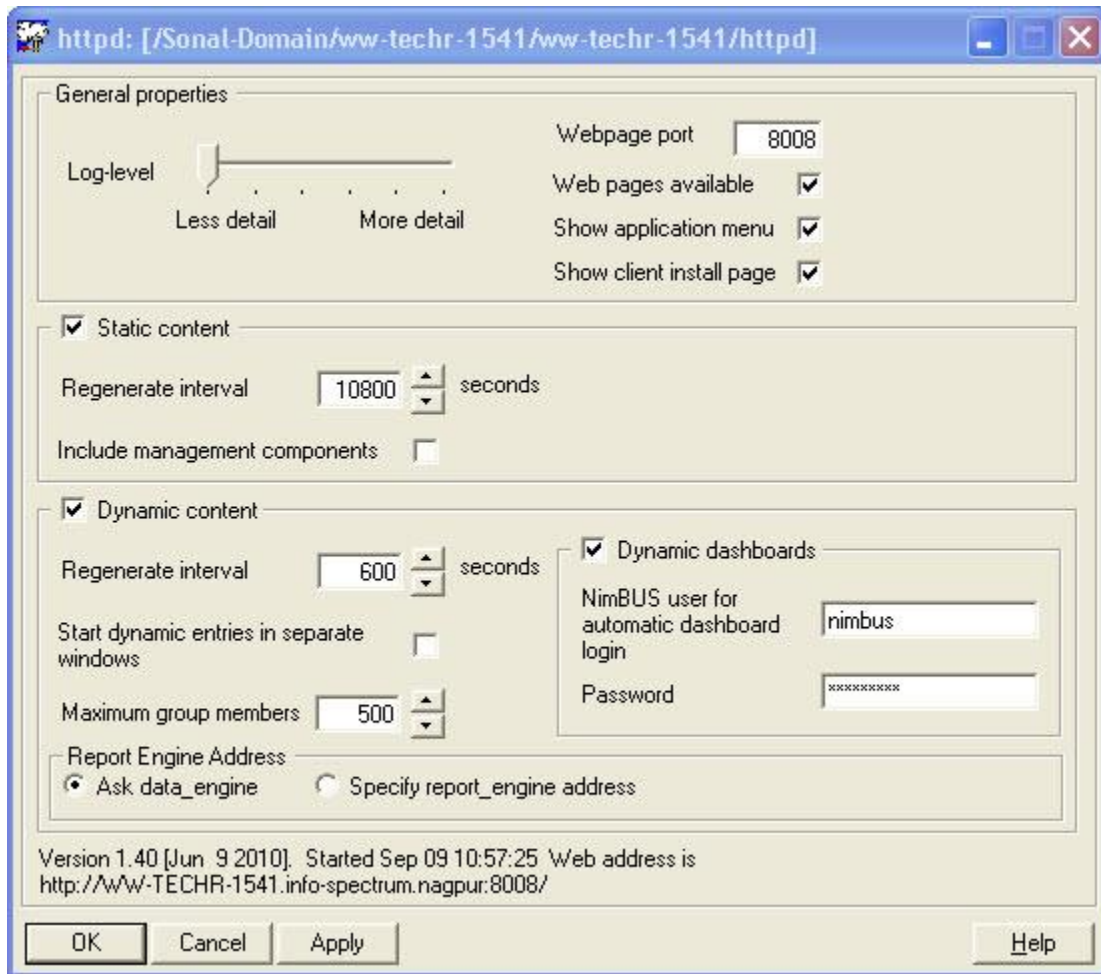 httpd: [/Sonal-Domain/ww-techr-1541/ww-techr-1541/httpd]
General properties
Log-level
Less detail More detail
Webpage port 8008
Web pages available
Show application menu
Show client install page
Static content
Regenerate interval 10800 seconds
Include management components
Dynamic content
Regenerate interval 600 seconds
Start dynamic entries in separate
windows
Maximum group members 500
Dynamic dashboards
NimBUS user for
automatic dashboard
login
nimbus
Password *********
Report Engine Address
Ask data_engine Specify report_engine address
Version 1.40 [Jun 9 2010]. Started Sep 09 10:57:25 Web address is
http://WW-TECHR-1541.info-spectrum.nagpur:8008/
OK Cancel Apply Help